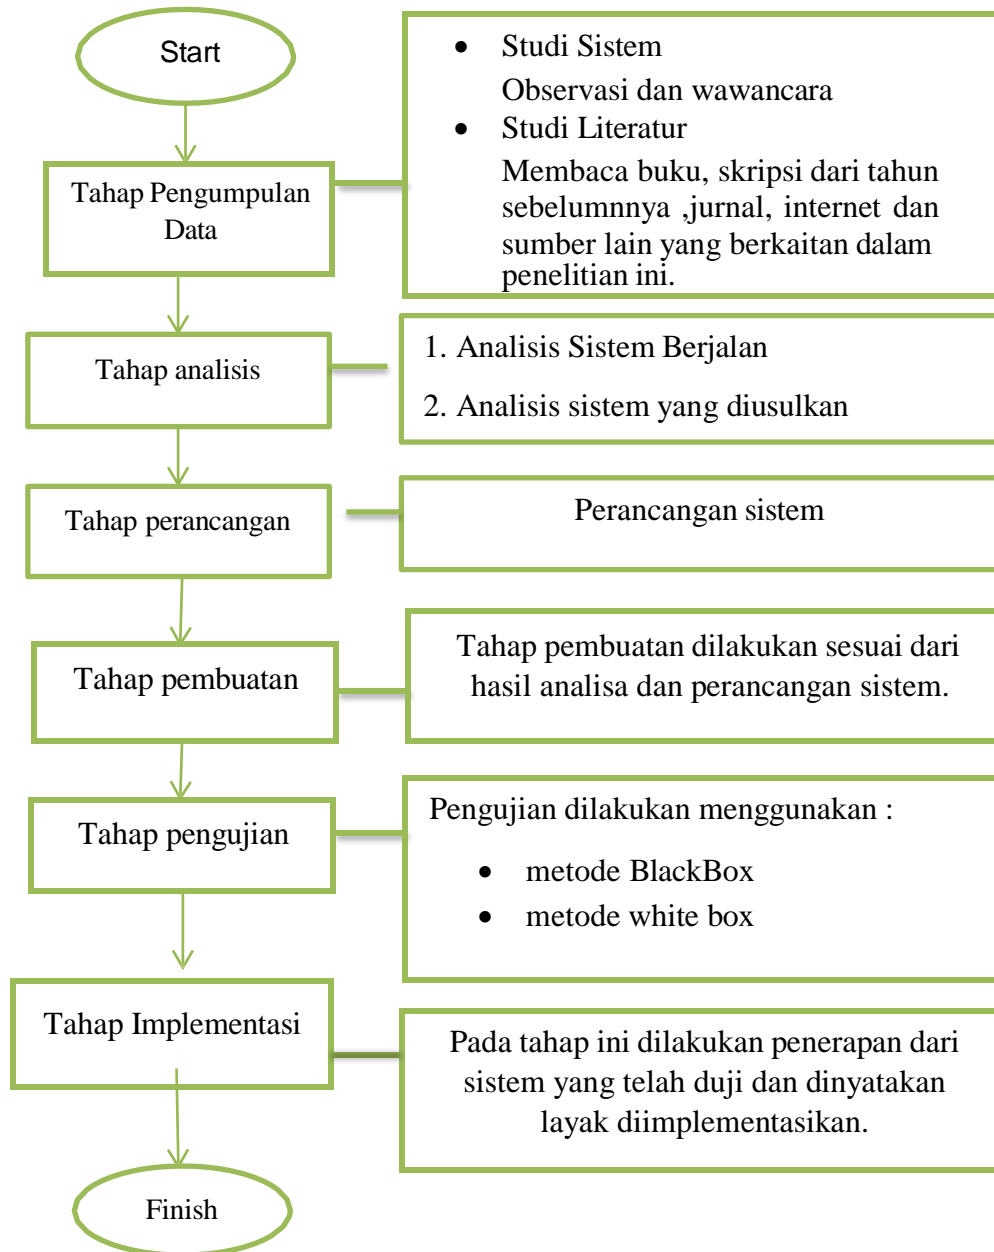 Start
• Studi Sistem
Observasi dan wawancara
• Studi Literatur
Membaca buku, skripsi dari tahun
sebelumnnya ,jurnal, internet dan
sumber lain yang berkaitan dalam
penelitian ini.
Tahap Pengumpulan
Data
Tahap analisis
1. Analisis Sistem Berjalan
2. Analisis sistem yang diusulkan
Tahap perancangan
Perancangan sistem
Tahap pembuatan
Tahap pembuatan dilakukan sesuai dari
hasil analisa dan perancangan sistem.
Tahap pengujian
Pengujian dilakukan menggunakan :
• metode BlackBox
• metode white box
Tahap Implementasi
Pada tahap ini dilakukan penerapan dari
sistem yang telah duji dan dinyatakan
layak diimplementasikan.
Finish